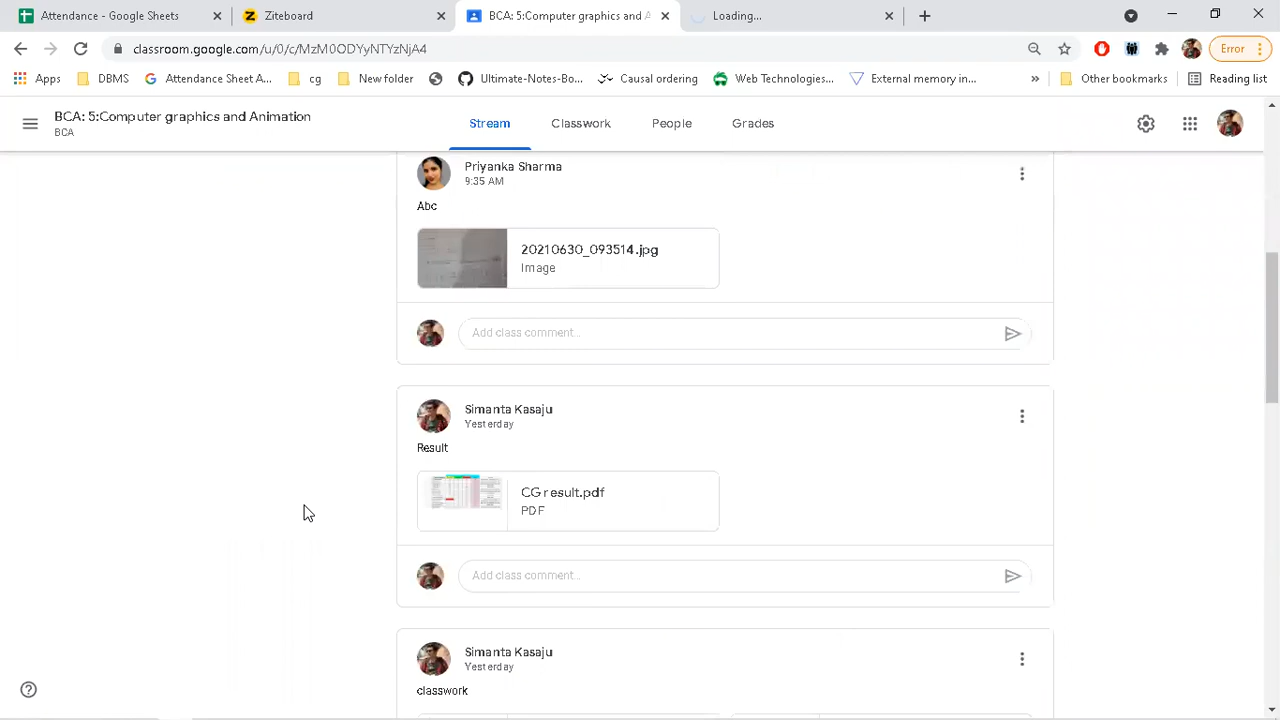 Attendance - Google Sheets
Ziteboard
BCA: 5:Computer graphics and A
Loading...
classroom.google.com/u/0/c/MzM0ODYyNTYzNjA4
Error
Apps
DBMS
Attendance Sheet A...
cg
New folder
Ultimate-Notes-Bo...
Causal ordering
Web Technologies...
External memory in...
»
Other bookmarks
Reading list
BCA: 5:Computer graphics and Animation
BCA
Stream
Classwork
People
Grades
Priyanka Sharma
9:35 AM
Abc
20210630_093514.jpg
Image
Add class comment...
Simanta Kasaju
Yesterday
Result
CG result.pdf
PDF
Add class comment...
Simanta Kasaju
Yesterday
classwork